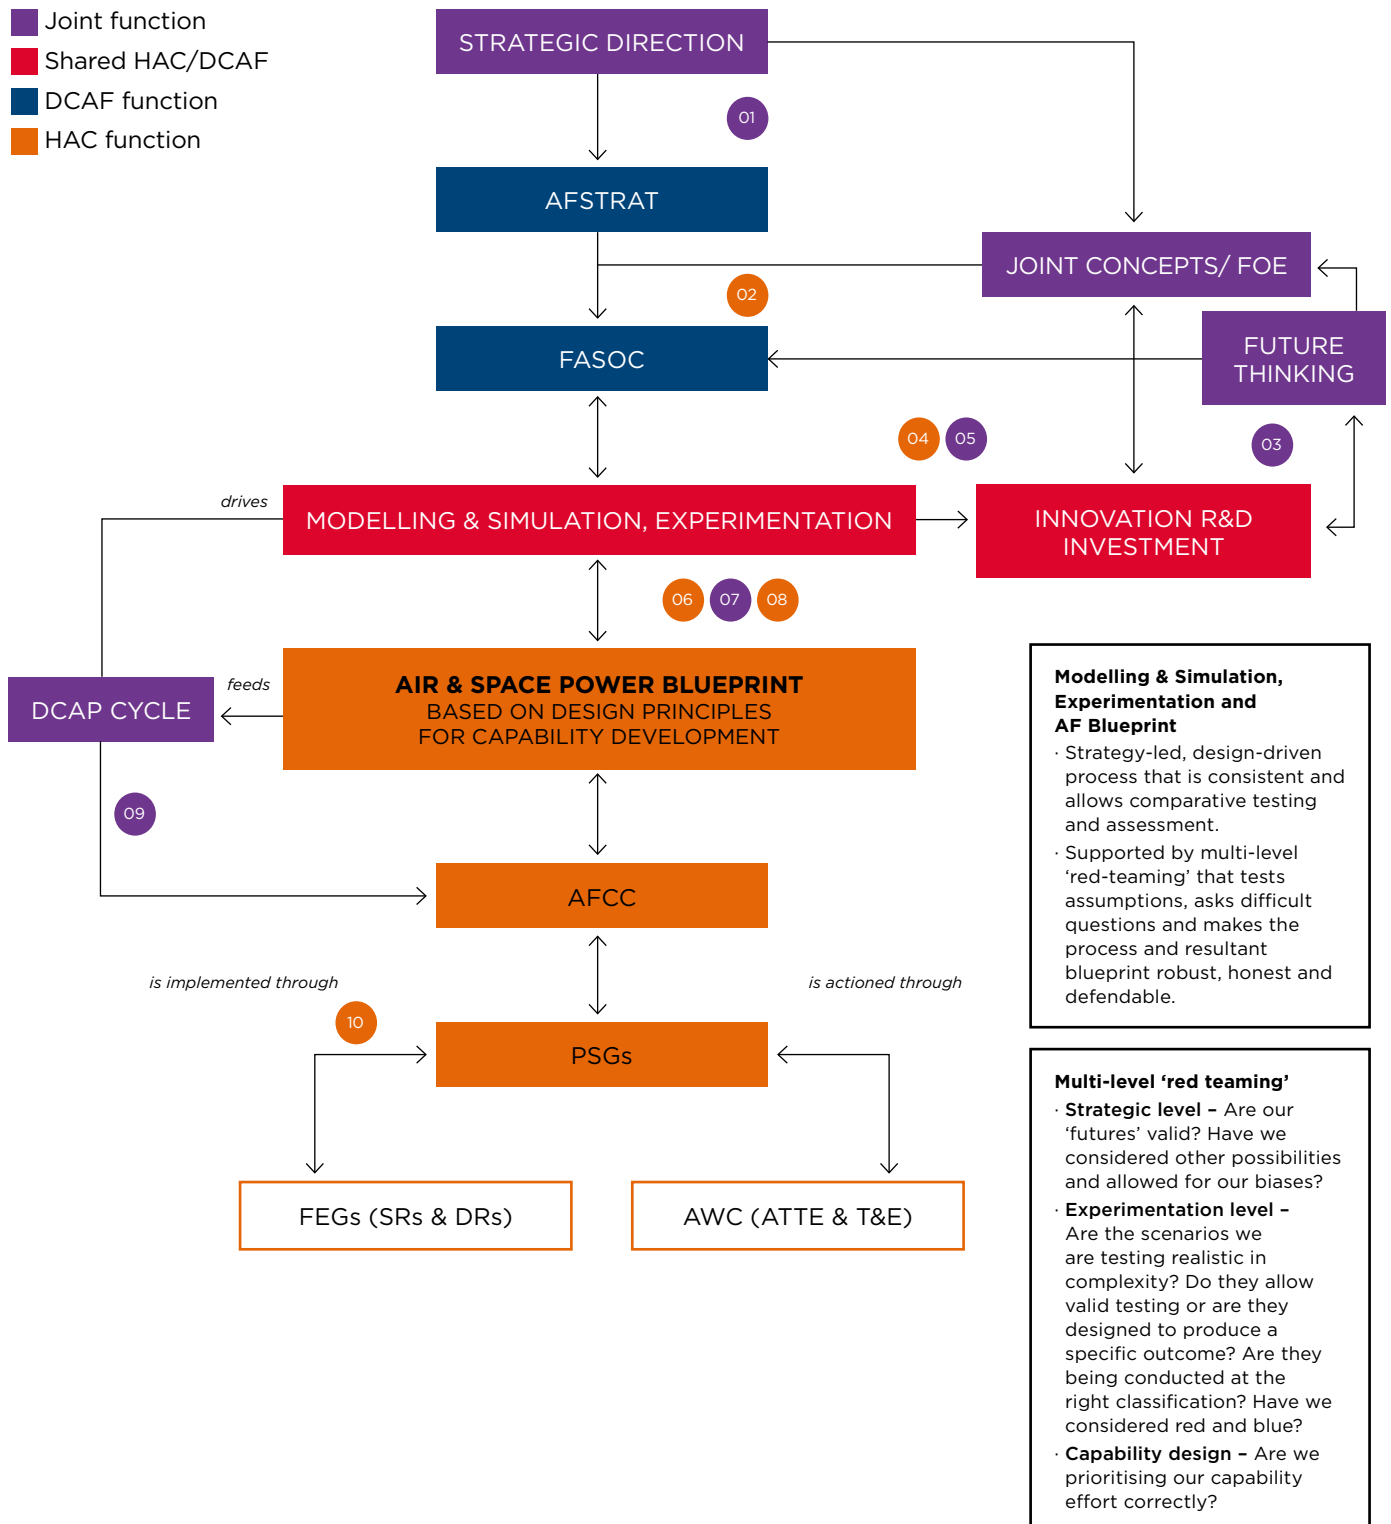 Joint function
Shared HAC/DCAF
DCAF function
HAC function
STRATEGIC DIRECTION
01
AFSTRAT
JOINT CONCEPTS/ FOE
02
FASOC
FUTURE
THINKING
04
05
03
drives
MODELLING & SIMULATION, EXPERIMENTATION
INNOVATION R&D
INVESTMENT
06
07
08
feeds
DCAP CYCLE
AIR & SPACE POWER BLUEPRINT
BASED ON DESIGN PRINCIPLES
FOR CAPABILITY DEVELOPMENT
09
AFCC
is implemented through
is actioned through
10
PSGs
FEGs (SRs & DRs)
AWC (ATTE & T&E)
Modelling & Simulation,
Experimentation and
AF Blueprint
· Strategy-led, design-driven
process that is consistent and
allows comparative testing
and assessment.
· Supported by multi-level
‘red-teaming’ that tests
assumptions, asks difficult
questions and makes the
process and resultant
blueprint robust, honest and
defendable.
Multi-level ‘red teaming’
· Strategic level – Are our
‘futures’ valid? Have we
considered other possibilities
and allowed for our biases?
· Experimentation level –
Are the scenarios we
are testing realistic in
complexity? Do they allow
valid testing or are they
designed to produce a
specific outcome? Are they
being conducted at the
right classification? Have we
considered red and blue?
· Capability design – Are we
prioritising our capability
effort correctly?